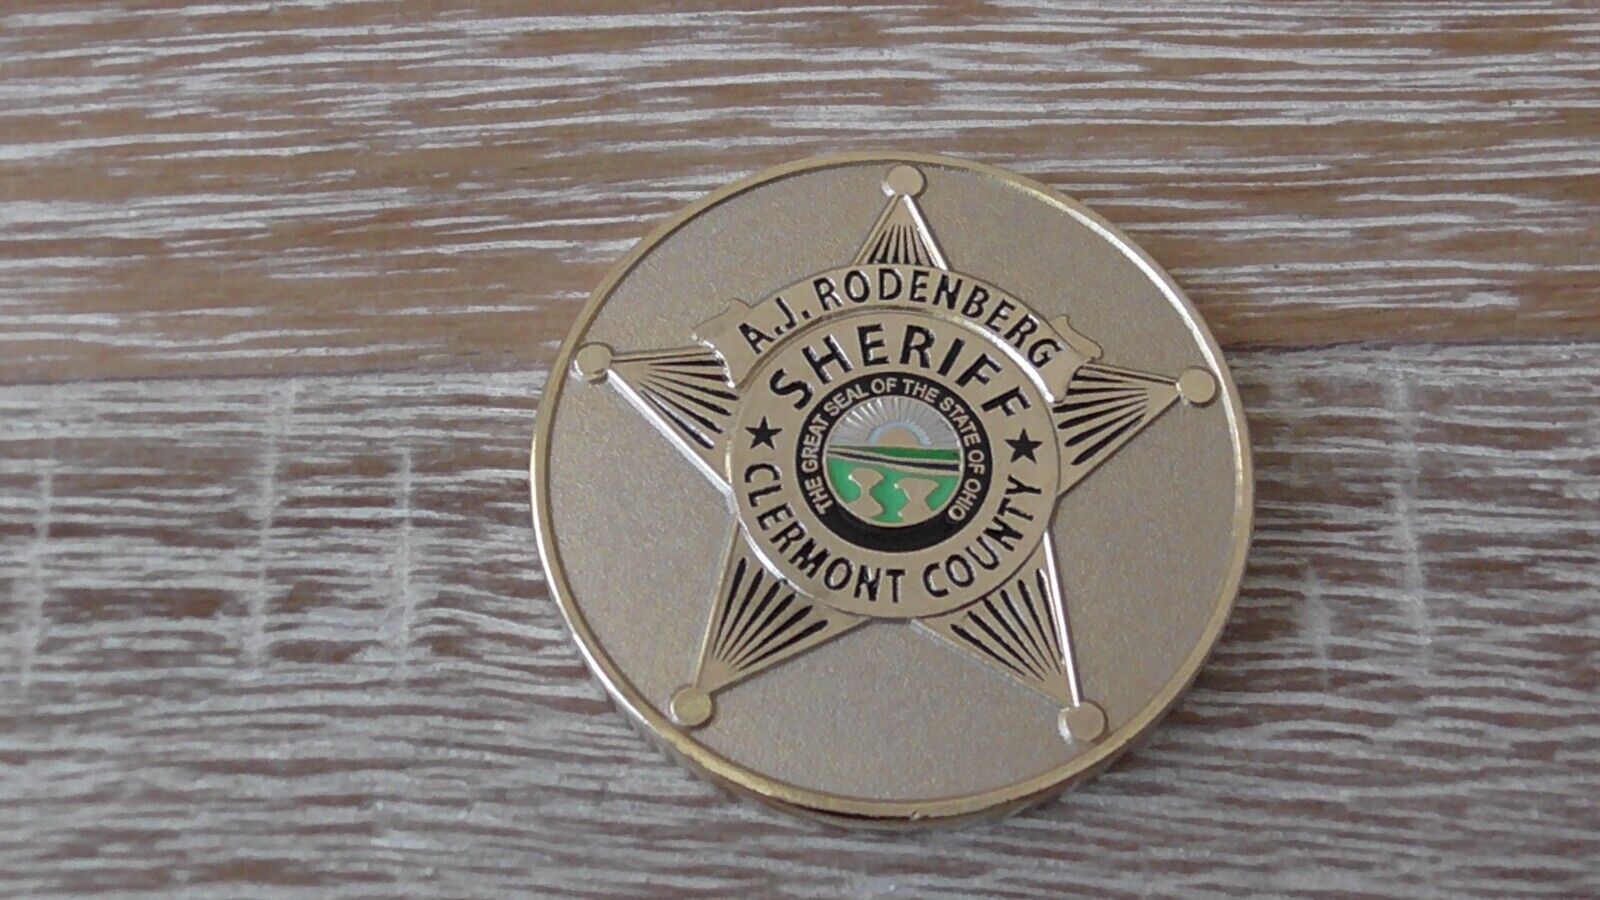 A.J. RODENBERG
SHERIFF
THE GREAT SEAL OF THE STATE OF OHIO
★ CLERMONT COUNTY ★